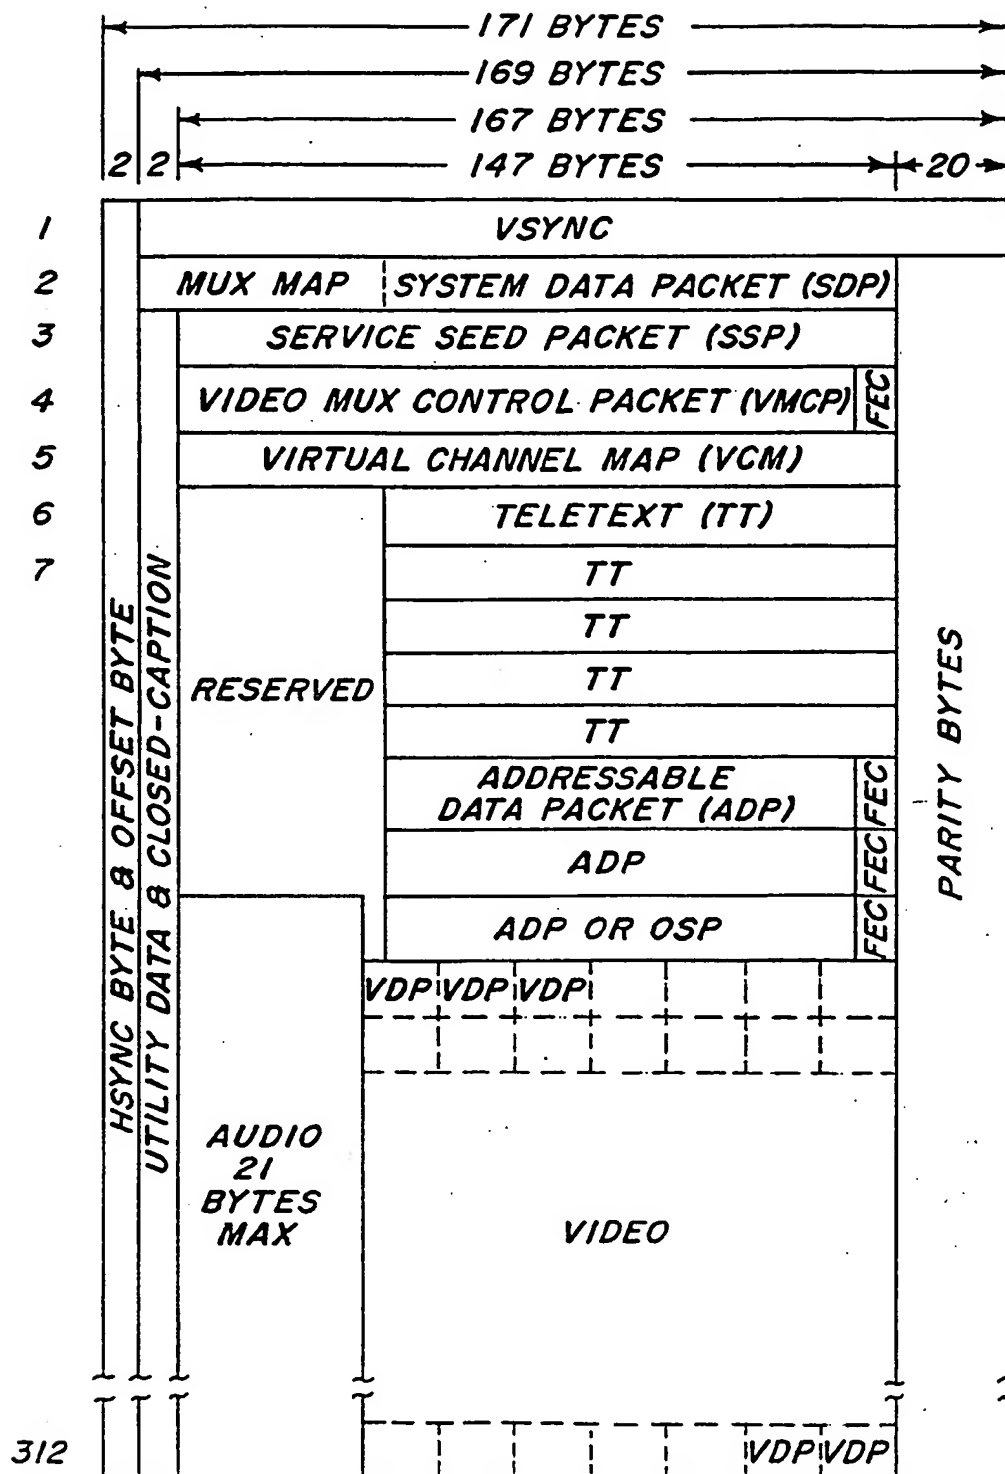 171 BYTES
169 BYTES
167 BYTES
2 2 147 BYTES 20
1 VSYNC
2 MUX MAP SYSTEM DATA PACKET (SDP)
3 SERVICE SEED PACKET (SSP)
4 VIDEO MUX CONTROL PACKET (VMCP) FEC
5 VIRTUAL CHANNEL MAP (VCM)
6 TELETEXT (TT)
7 TT
TT
TT
TT
RESERVED
ADDRESSABLE
DATA PACKET (ADP) FEC
ADP FEC
ADP OR OSP FEC
HSYNC BYTE & OFFSET BYTE
UTILITY DATA & CLOSED-CAPTION
PARITY BYTES
VDP VDP VDP
AUDIO
21
BYTES
MAX
VIDEO
312 VDP VDP